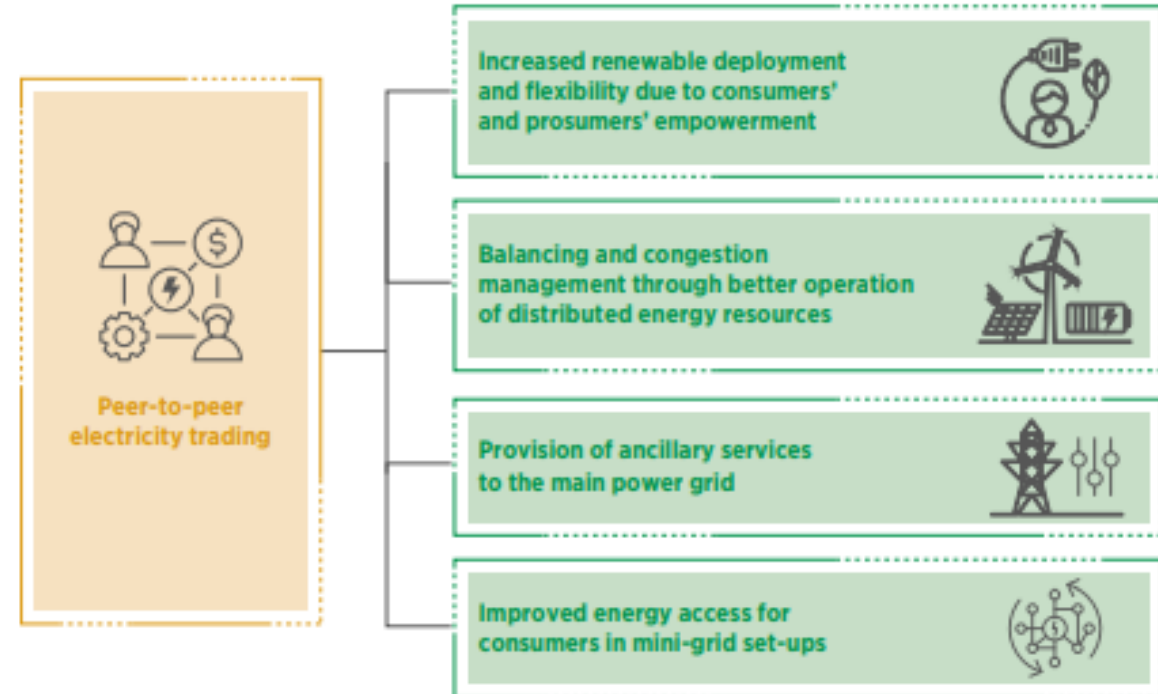 Peer-to-peer
electricity trading
Increased renewable deployment
and flexibility due to consumers'
and prosumers' empowerment
Balancing and congestion
management through better operation
of distributed energy resources
Provision of ancillary services
to the main power grid
Improved energy access for
consumers in mini-grid set-ups
$